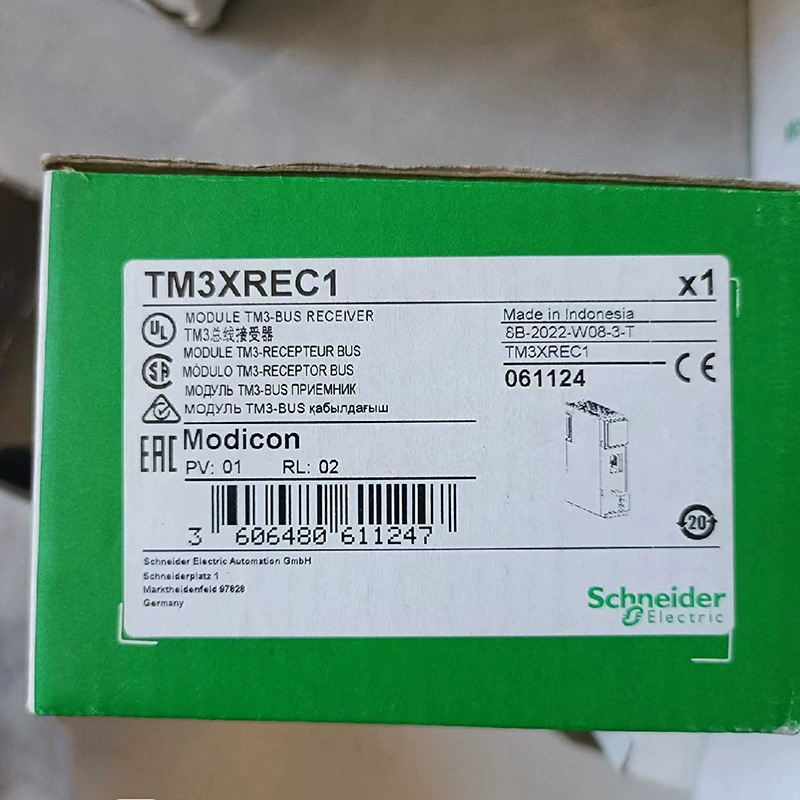 TM3XREC1 x1
MODULE TM3-BUS RECEIVER
TM3总线接受器
MODULE TM3-RECEPTEUR BUS
MÓDULO TM3-RECEPTOR BUS
МОДУЛЬ TM3-BUS ПРИЕМНИК
МОДУЛЬ TM3-BUS қабылдағыш
Made in Indonesia
8B-2022-W08-3-T
TM3XREC1
061124
CE
UL
SA
EAC
Modicon
PV: 01 RL: 02
3 606480 611247
20
Schneider Electric Automation GmbH
Schneiderplatz 1
Marktheidenfeld 97828
Germany
Schneider
Electric